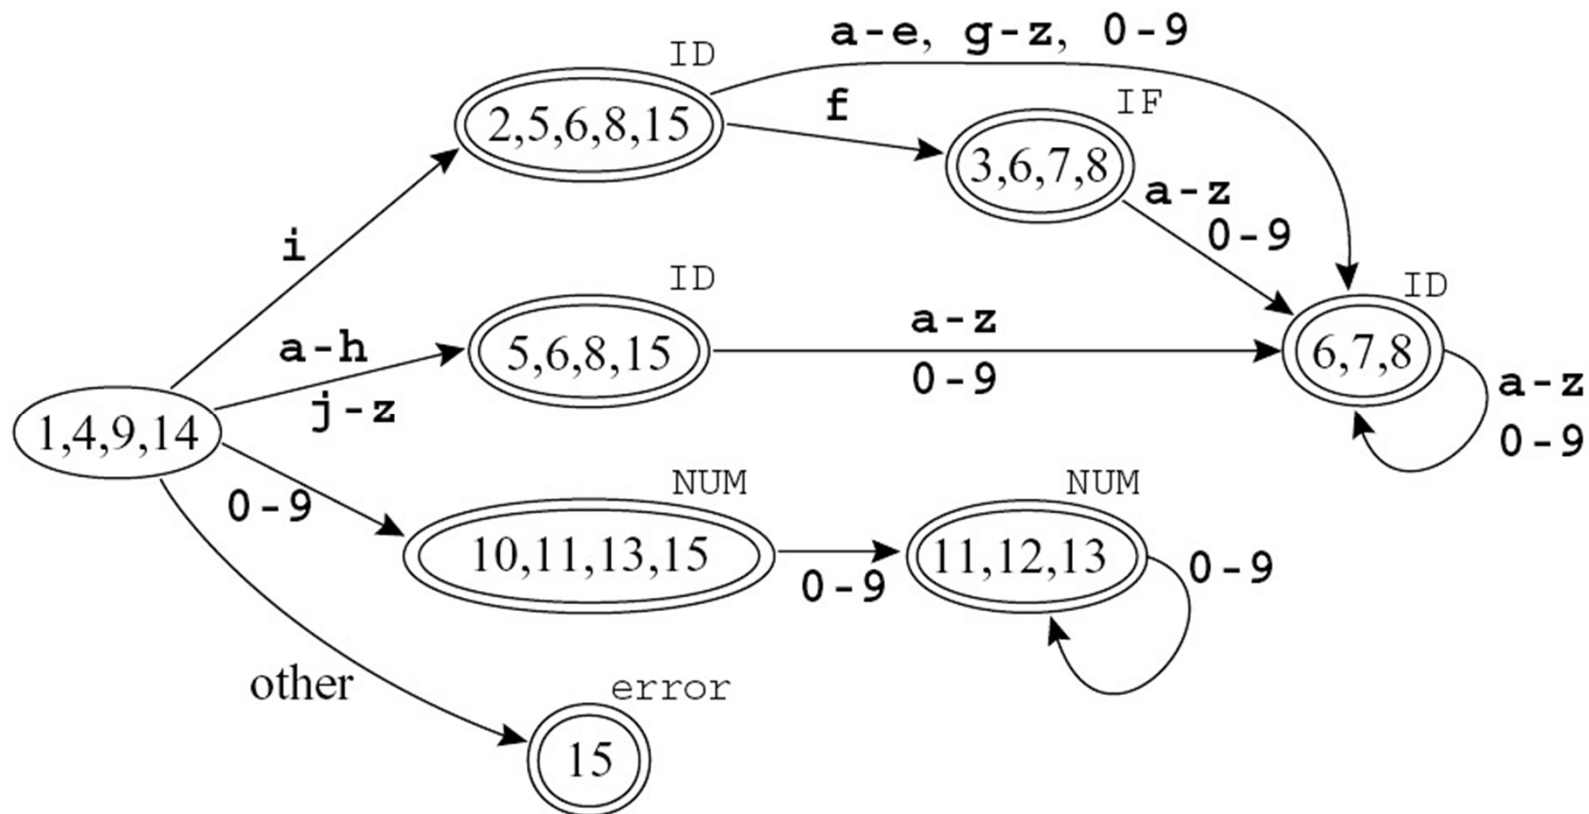 a-e, g-z, 0-9
ID
f
IF
2,5,6,8,15
3,6,7,8
a-z
0-9
i
ID
ID
a-z
a-h
5,6,8,15
6,7,8
0-9
a-z
j-z
0-9
1,4,9,14
NUM
NUM
0-9
10,11,13,15
11,12,13
0-9
0-9
other
error
15